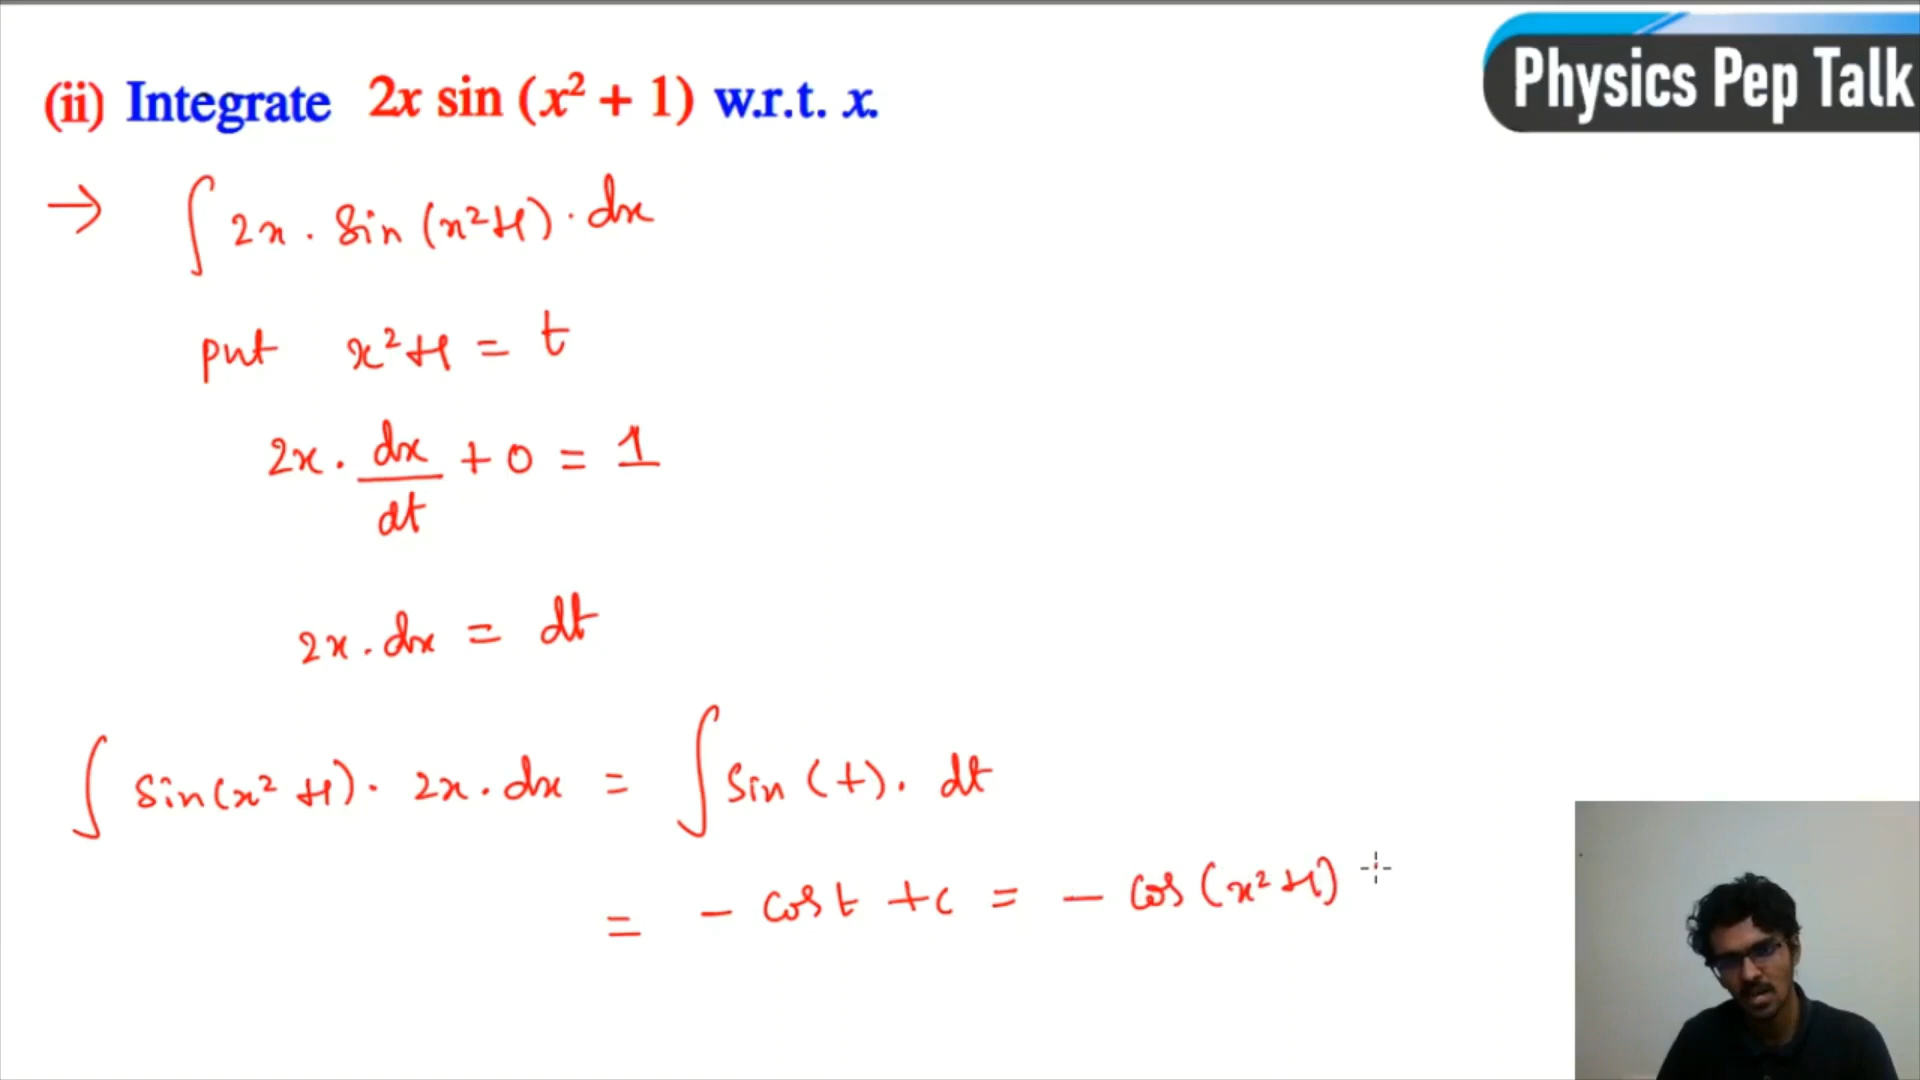 (ii) Integrate 2x sin (x² + 1) w.r.t. x.
Physics Pep Talk
→ ∫ 2x . sin (x²+1) . dx
put x²+1 = t
2x . dx/dt + 0 = 1
2x . dx = dt
∫ sin(x² +1) . 2x . dx = ∫ sin (t) . dt
= - cos t + c = - cos (x²+1)